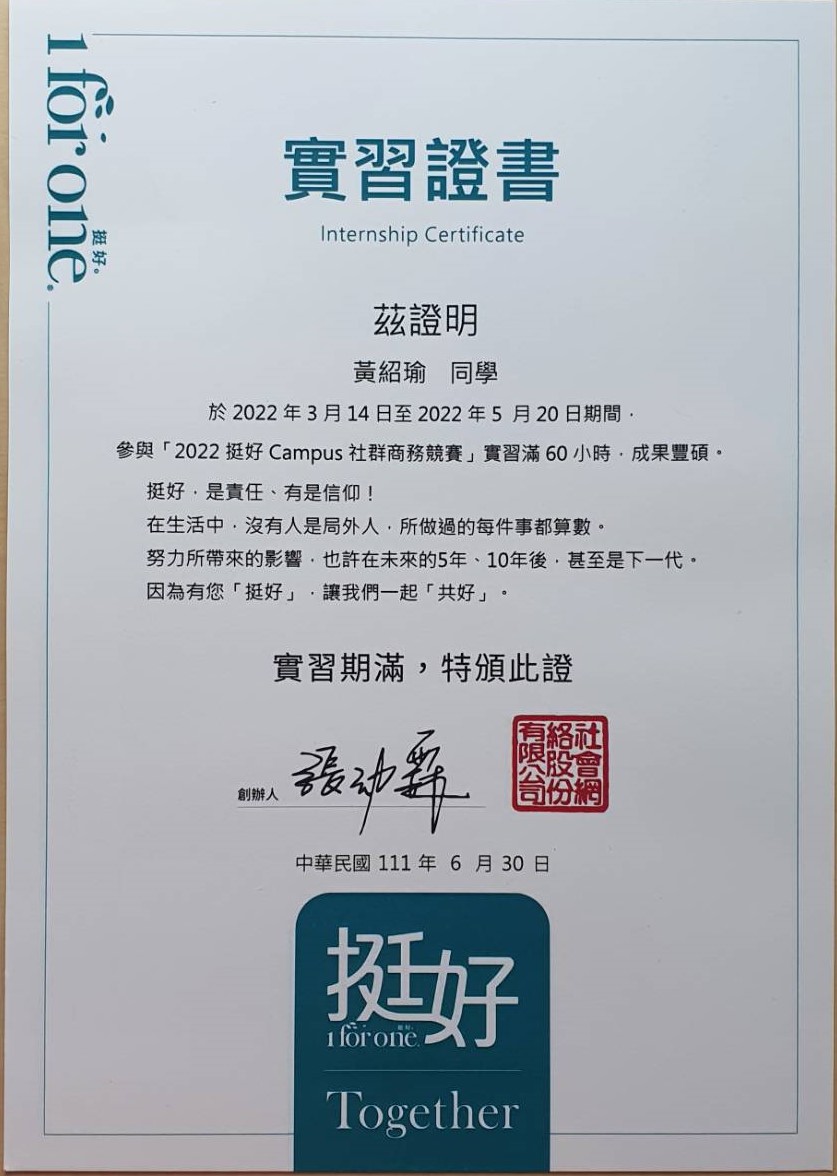 1 for one
挺好。
實習證書
Internship Certificate
茲證明
黃紹瑜 同學
於 2022 年 3 月 14 日至 2022 年 5 月 20 日期間，
參與「2022 挺好 Campus 社群商務競賽」實習滿 60 小時，成果豐碩。
挺好，是責任、有是信仰！
在生活中，沒有人是局外人，所做過的每件事都算數。
努力所帶來的影響，也許在未來的5年、10年後，甚至是下一代。
因為有您「挺好」，讓我們一起「共好」。
實習期滿，特頒此證
創辦人
社會網
絡股份
有限公司
中華民國 111 年 6 月 30 日
挺好
1 for one
Together